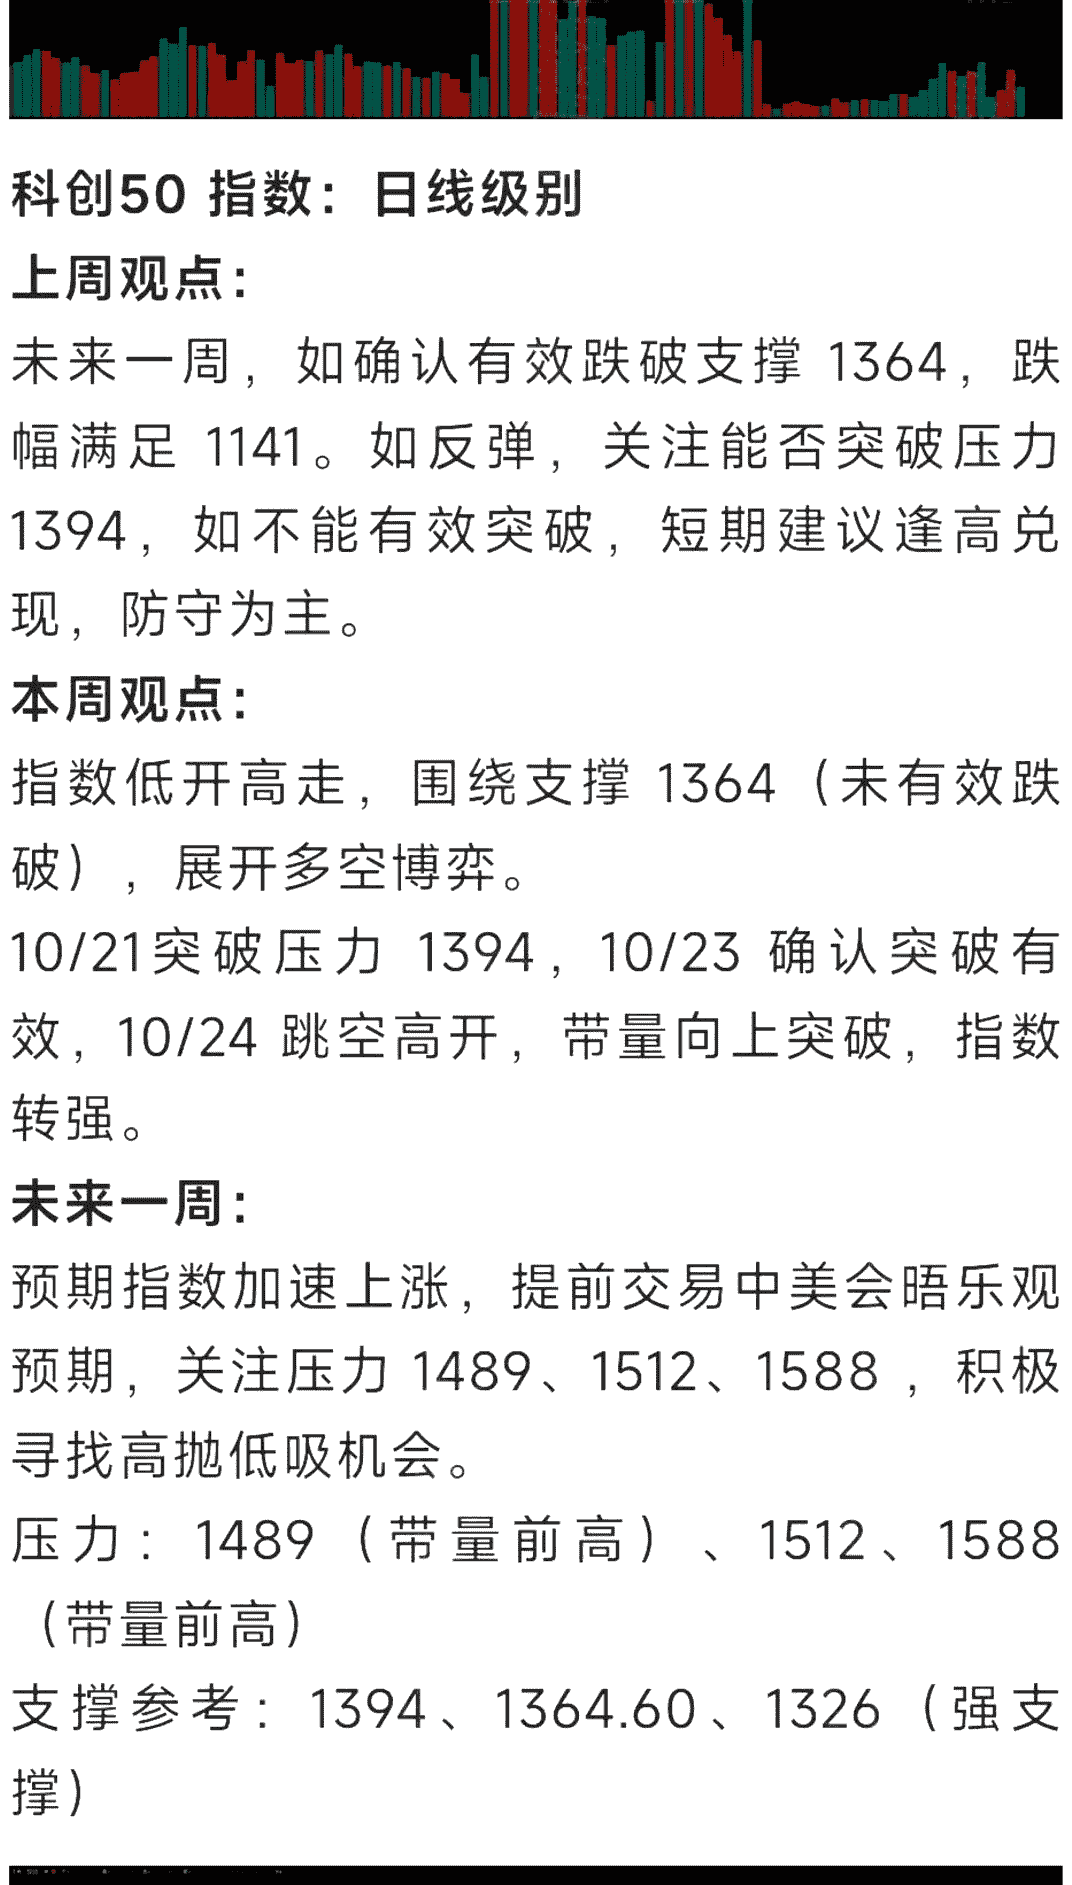 科创50 指数：日线级别
上周观点：
未来一周，如确认有效跌破支撑 1364，跌
幅满足 1141。如反弹，关注能否突破压力
1394，如不能有效突破，短期建议逢高兑
现，防守为主。
本周观点：
指数低开高走，围绕支撑 1364（未有效跌
破），展开多空博弈。
10/21突破压力 1394，10/23 确认突破有
效，10/24 跳空高开，带量向上突破，指数
转强。
未来一周：
预期指数加速上涨，提前交易中美会晤乐观
预期，关注压力 1489、1512、1588 ，积极
寻找高抛低吸机会。
压力：1489（带量前高）、1512、1588
（带量前高）
支撑参考：1394、1364.60、1326（强支
撑）